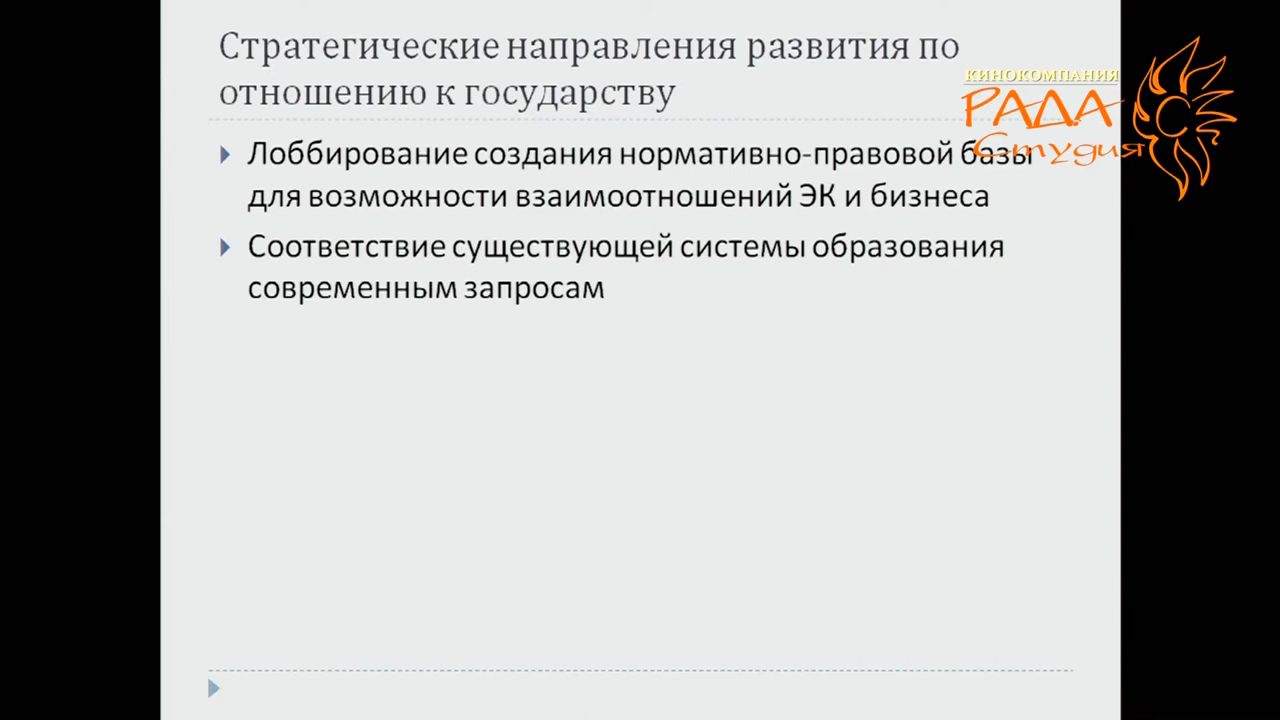 Стратегические направления развития по
отношению к государству
КИНОКОМПАНИЯ
РАДА
Студия
Лоббирование создания нормативно-правовой базы
для возможности взаимоотношений ЭК и бизнеса
Соответствие существующей системы образования
современным запросам